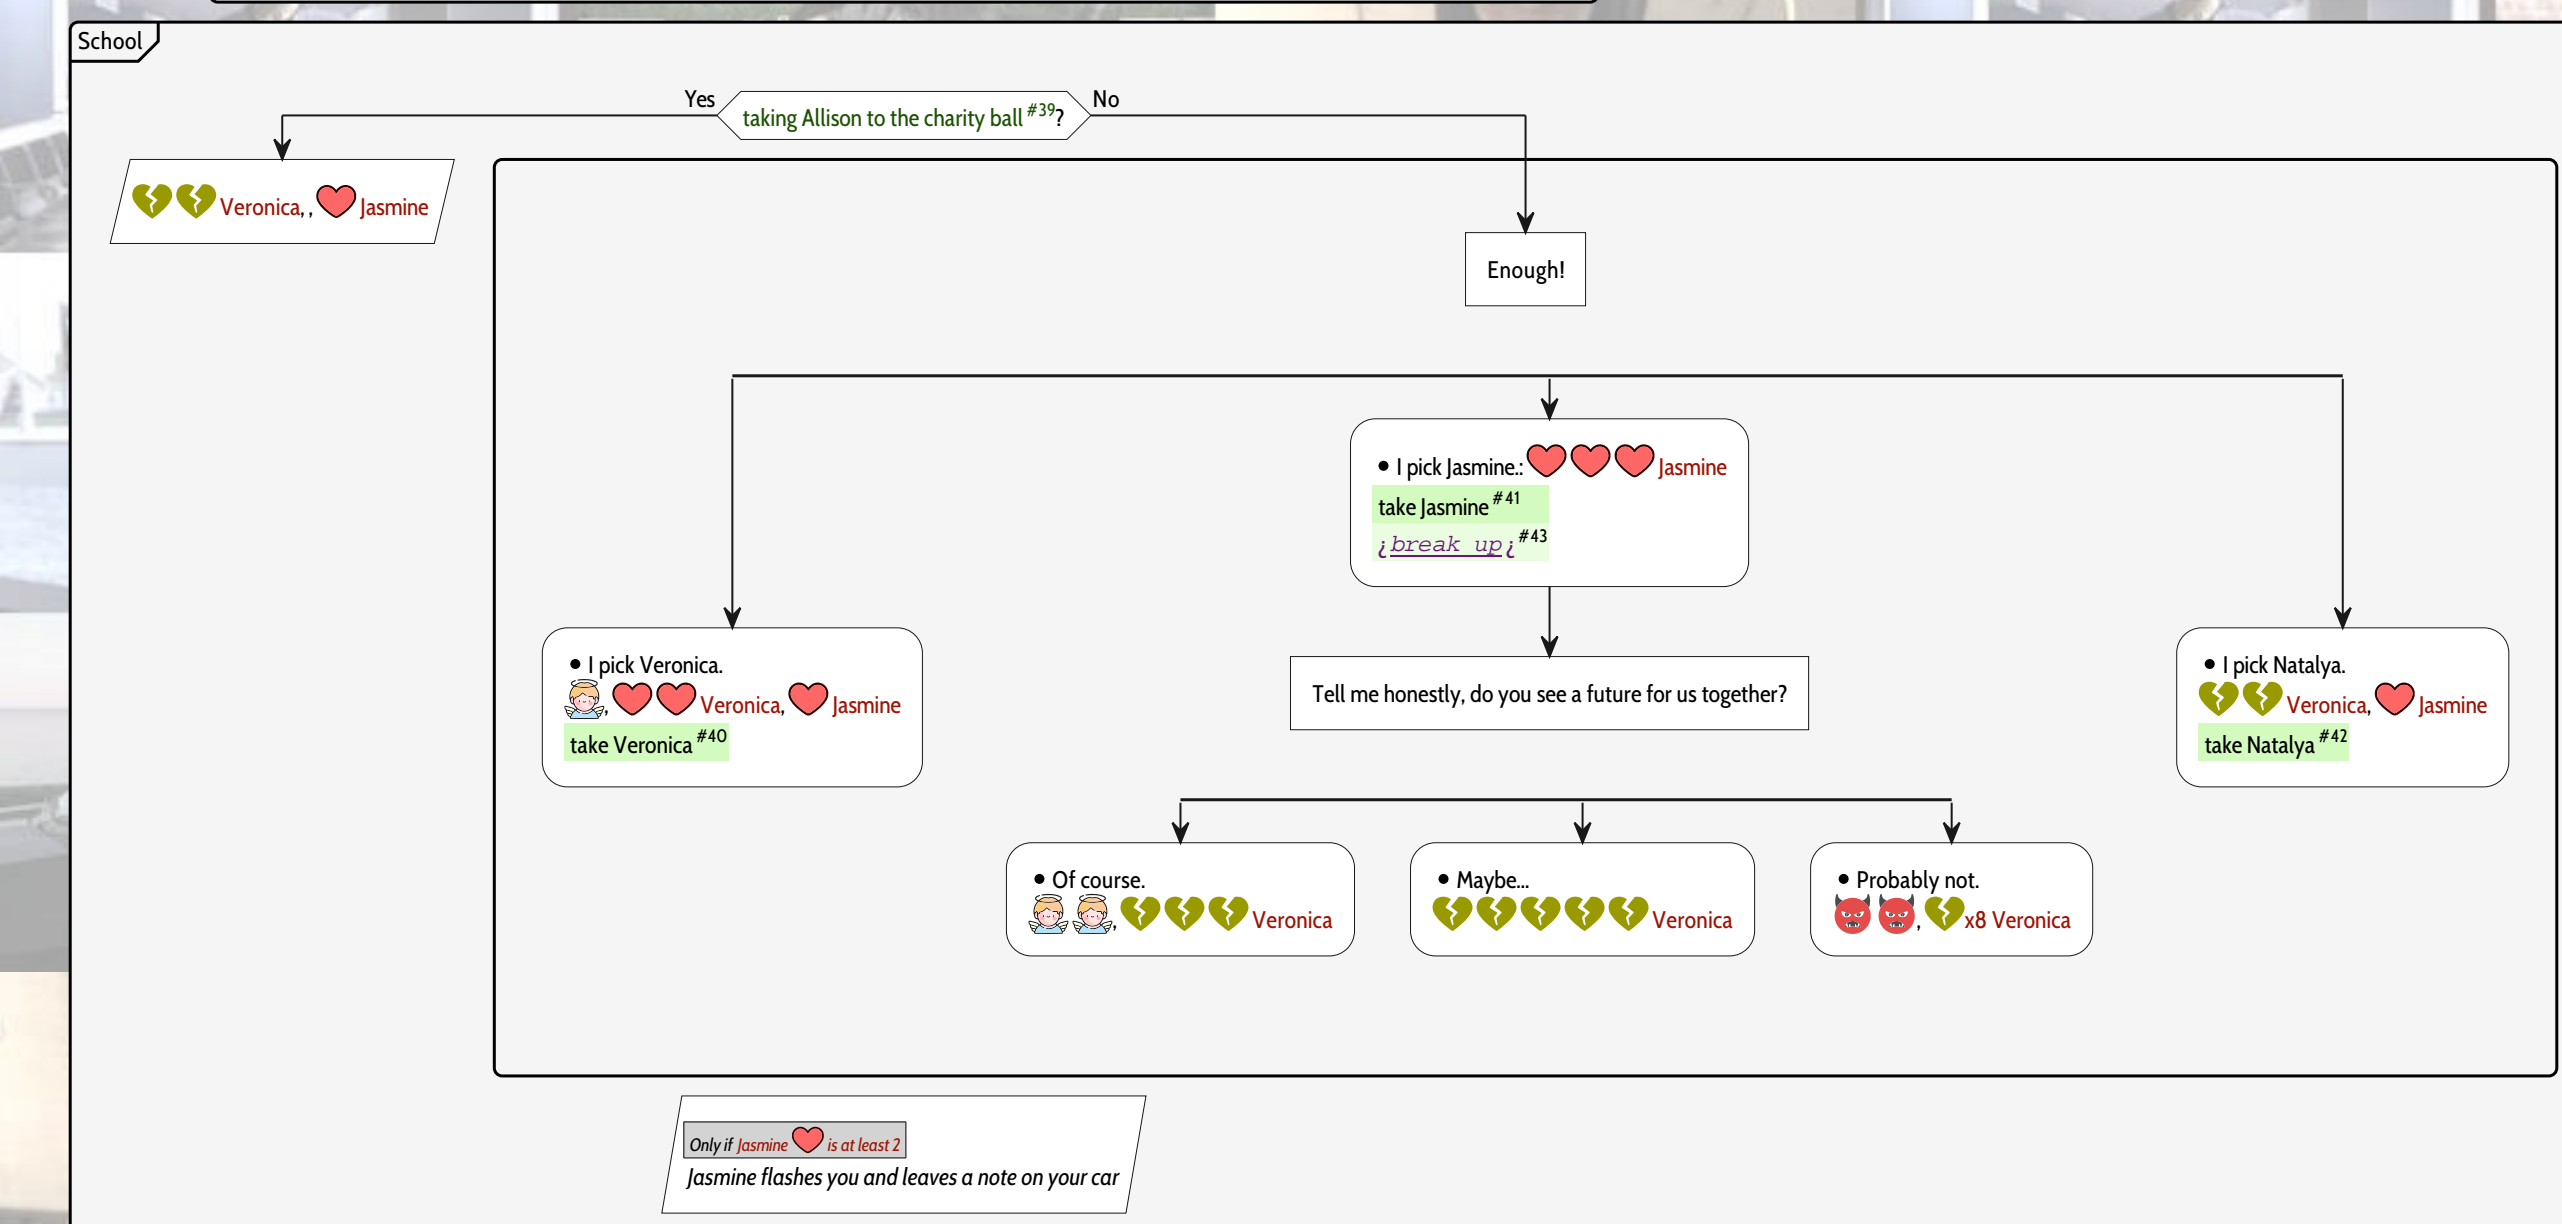 School
Yes
taking Allison to the charity ball #39?
No
Veronica, , Jasmine
Enough!
• I pick Jasmine.: Jasmine
take Jasmine #41
¿break up¿ #43
• I pick Veronica.
, Veronica, Jasmine
take Veronica #40
Tell me honestly, do you see a future for us together?
• I pick Natalya.
Veronica, Jasmine
take Natalya #42
• Of course.
, Veronica
• Maybe...
Veronica
• Probably not.
, x8 Veronica
Only if Jasmine is at least 2
Jasmine flashes you and leaves a note on your car